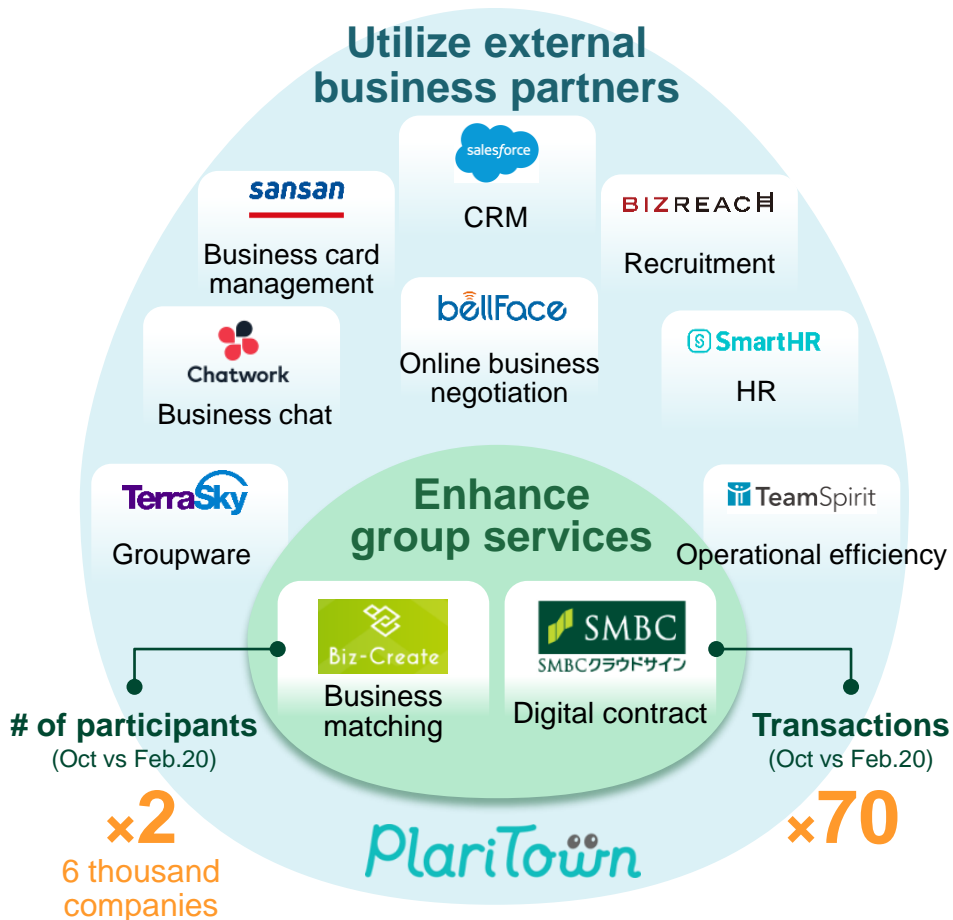 Utilize external
business partners
salesforce
CRM
sansan
Business card
management
BIZREACH
Recruitment
bellFace
Online business
negotiation
Chatwork
Business chat
SmartHR
HR
TerraSky
Groupware
TeamSpirit
Operational efficiency
Enhance
group services
Biz-Create
Business
matching
SMBC
SMBCクラウドサイン
Digital contract
# of participants
(Oct vs Feb.20)
×2
6 thousand
companies
Transactions
(Oct vs Feb.20)
×70
PlariTown